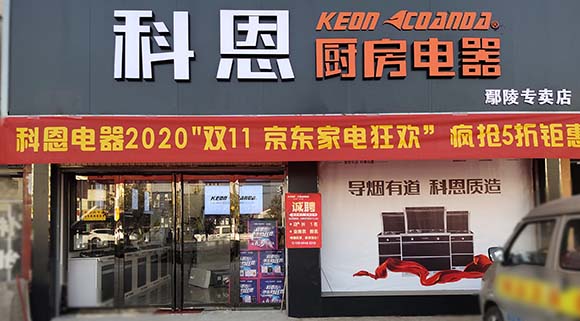 科恩
KEON ACOANDA®
厨房电器
鄢陵专卖店
科恩电器2020"双11 京东家电狂欢” 疯抢5折钜惠
KEON ACOANDA
导烟有道 科恩质造
诚聘